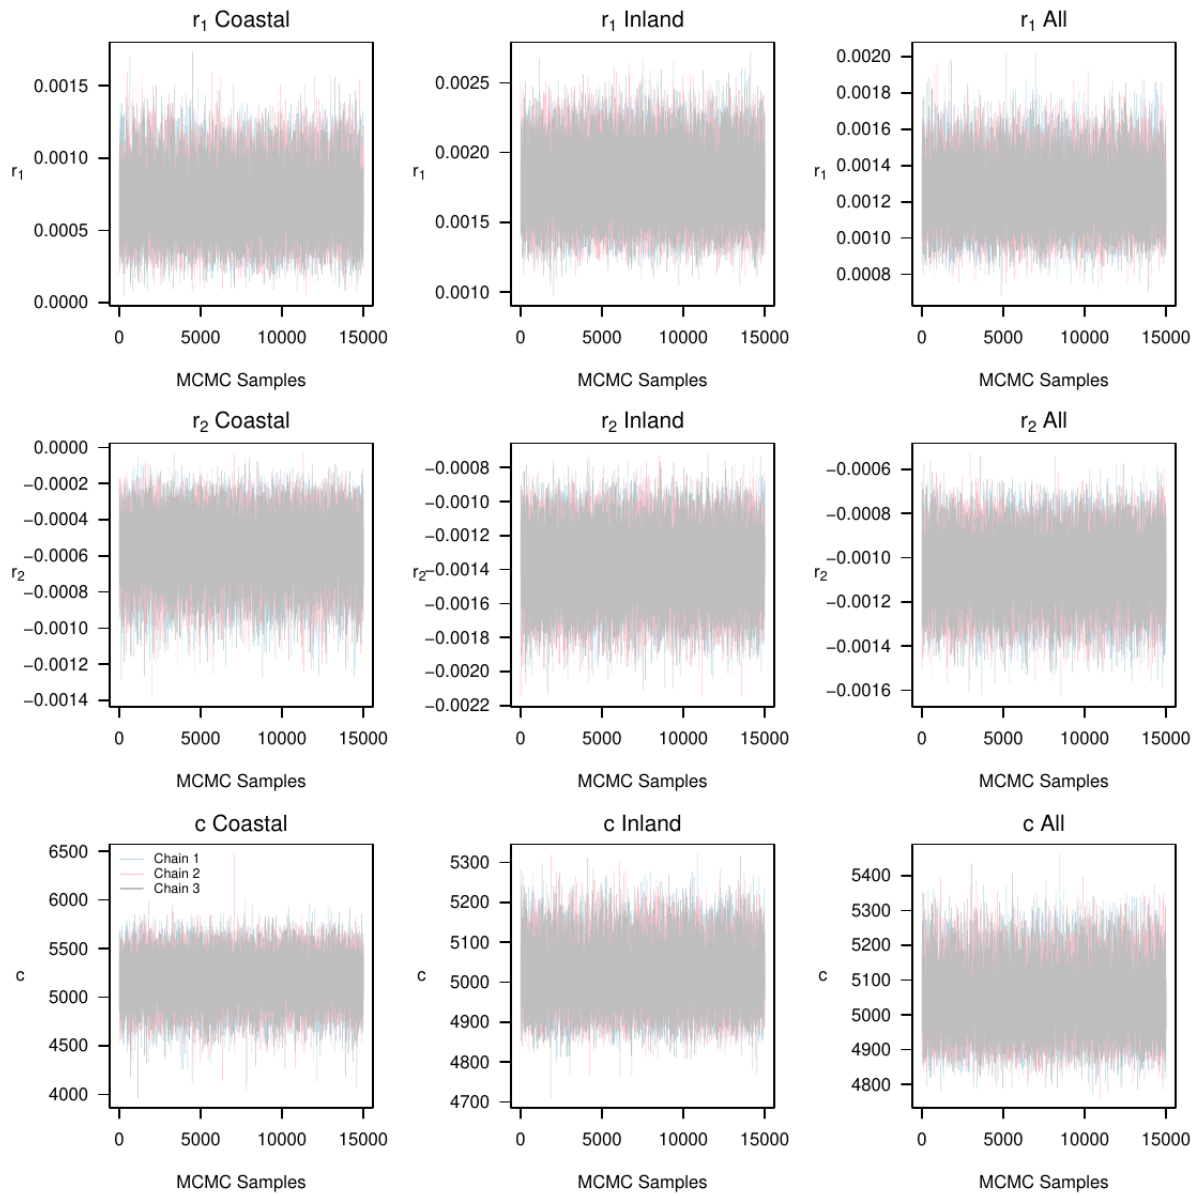 r₁ Coastal
r₁ Inland
r₁ All
0.0015
0.0010
0.0005
0.0000
r₁
0 5000 10000 15000
MCMC Samples
0.0025
0.0020
0.0015
0.0010
r₁
0 5000 10000 15000
MCMC Samples
0.0020
0.0018
0.0016
0.0014
0.0012
0.0010
0.0008
r₁
0 5000 10000 15000
MCMC Samples
r₂ Coastal
r₂ Inland
r₂ All
0.0000
−0.0002
−0.0004
−0.0006
−0.0008
−0.0010
−0.0012
−0.0014
r₂
0 5000 10000 15000
MCMC Samples
−0.0008
−0.0010
−0.0012
−0.0014
−0.0016
−0.0018
−0.0020
−0.0022
r₂
0 5000 10000 15000
MCMC Samples
−0.0006
−0.0008
−0.0010
−0.0012
−0.0014
−0.0016
r₂
0 5000 10000 15000
MCMC Samples
c Coastal
c Inland
c All
6500
6000
5500
5000
4500
4000
c
Chain 1
Chain 2
Chain 3
0 5000 10000 15000
MCMC Samples
5300
5200
5100
5000
4900
4800
4700
c
0 5000 10000 15000
MCMC Samples
5400
5300
5200
5100
5000
4900
4800
c
0 5000 10000 15000
MCMC Samples